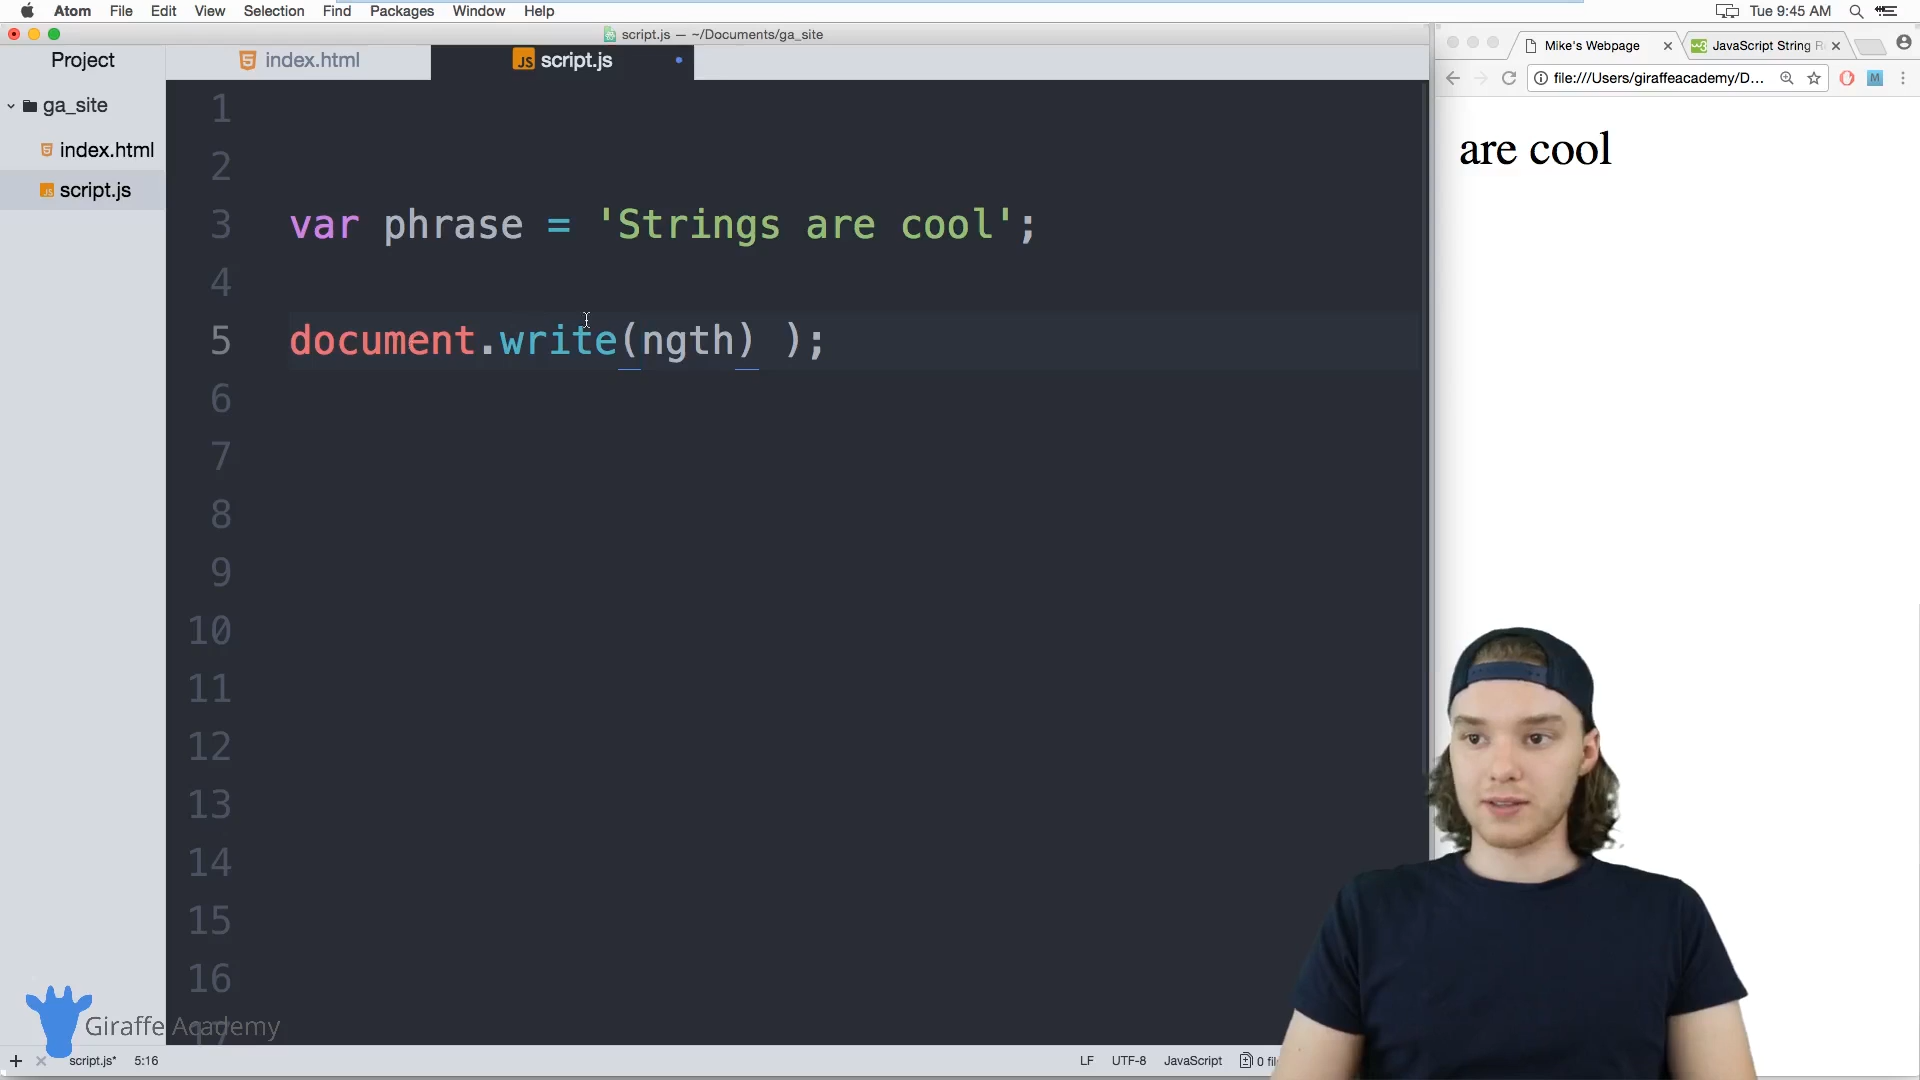 Atom File Edit View Selection Find Packages Window Help Tue 9:45 AM
script.js — ~/Documents/ga_site
Project
index.html
script.js
Mike's Webpage
JavaScript String R
ga_site
index.html
script.js
file:///Users/giraffeacademy/D...
M
are cool
1
2
3 var phrase = 'Strings are cool';
4
5 document.write(ngth) );
6
7
8
9
10
11
12
13
14
15
16
17
Giraffe Academy
script.js* 5:16 LF UTF-8 JavaScript 0 fil